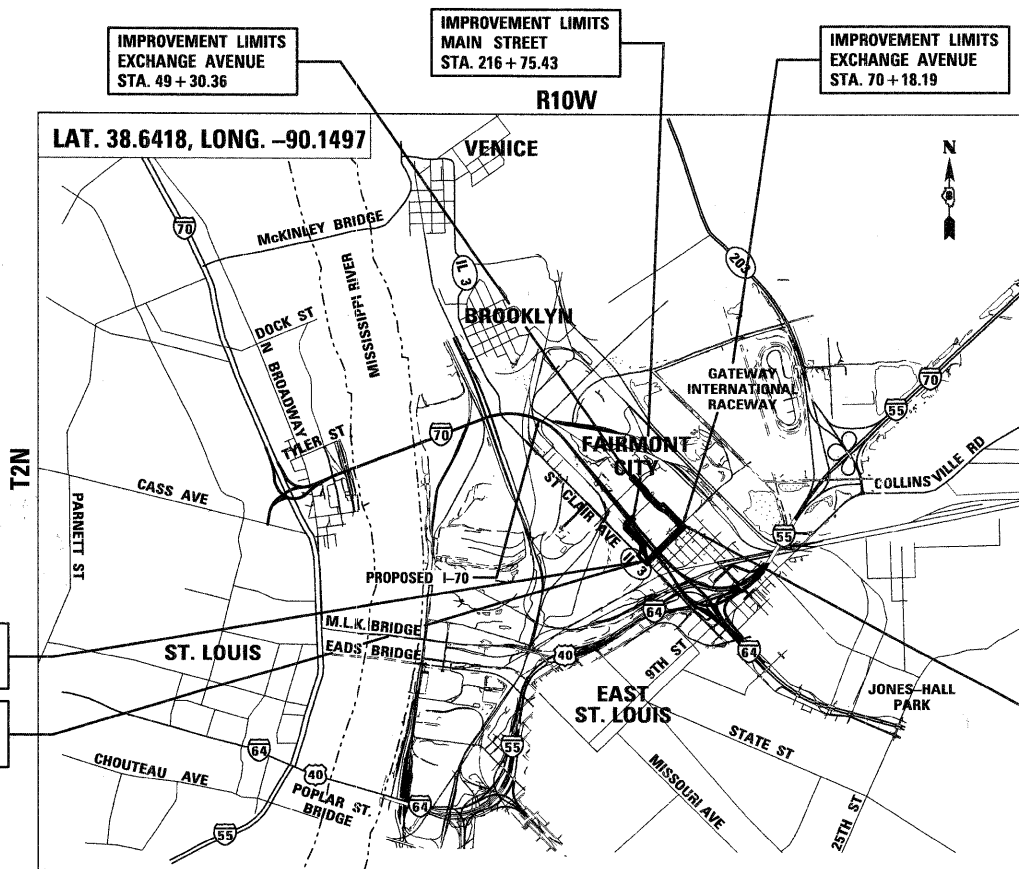 IMPROVEMENT LIMITS
EXCHANGE AVENUE
STA. 49 + 30.36
IMPROVEMENT LIMITS
MAIN STREET
STA. 216 + 75.43
IMPROVEMENT LIMITS
EXCHANGE AVENUE
STA. 70 + 18.19
R10W
LAT. 38.6418, LONG. –90.1497
VENICE
N
70
McKINLEY BRIDGE
MISSISSIPPI RIVER
IL 3
203
BROOKLYN
DOCK ST
N BROADWAY
GATEWAY
INTERNATIONAL
RACEWAY
70
55
TYLER ST
70
FAIRMONT
CITY
T2N
CASS AVE
ST CLAIR AVE
COLLINSVILLE RD
PARNETT ST
55
IL 3
PROPOSED I–70
64
M.L.K. BRIDGE
ST. LOUIS
EADS BRIDGE
40
9TH ST
64
EAST
ST. LOUIS
JONES–HALL
PARK
STATE ST
64
55
CHOUTEAU AVE
40
POPLAR ST.
BRIDGE
64
MISSOURI AVE
25TH ST
55